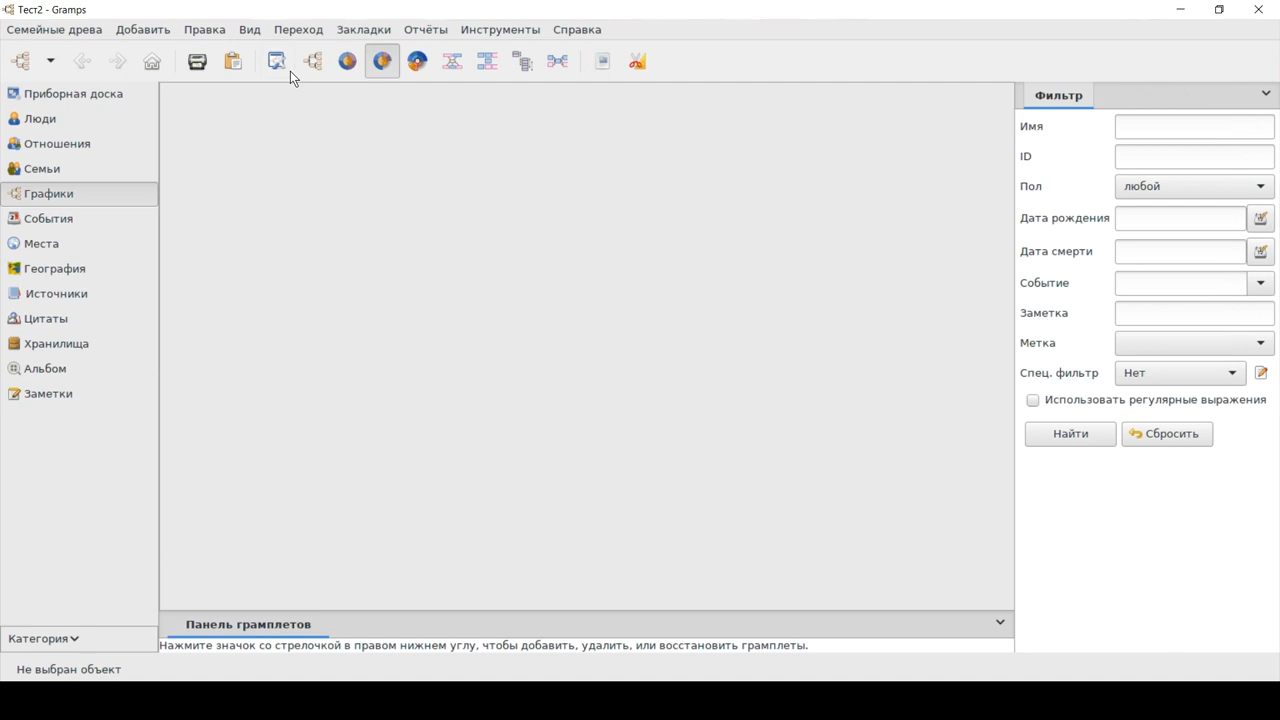 Тест2 - Gramps
Семейные древа Добавить Правка Вид Переход Закладки Отчёты Инструменты Справка
Приборная доска
Люди
Отношения
Семьи
Графики
События
Места
География
Источники
Цитаты
Хранилища
Альбом
Заметки
Категория
Фильтр
Имя
ID
Пол любой
Дата рождения
Дата смерти
Событие
Заметка
Метка
Спец. фильтр Нет
Использовать регулярные выражения
Найти Сбросить
Панель грамплетов
Нажмите значок со стрелочкой в правом нижнем углу, чтобы добавить, удалить, или восстановить грамплеты.
Не выбран объект